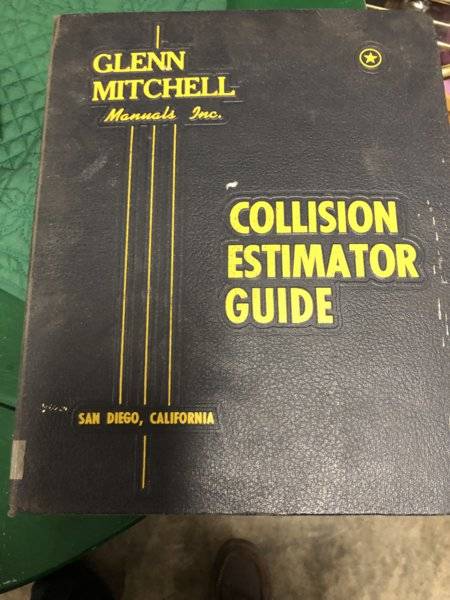 GLENN
MITCHELL
Manuals Inc.
COLLISION
ESTIMATOR
GUIDE
SAN DIEGO, CALIFORNIA